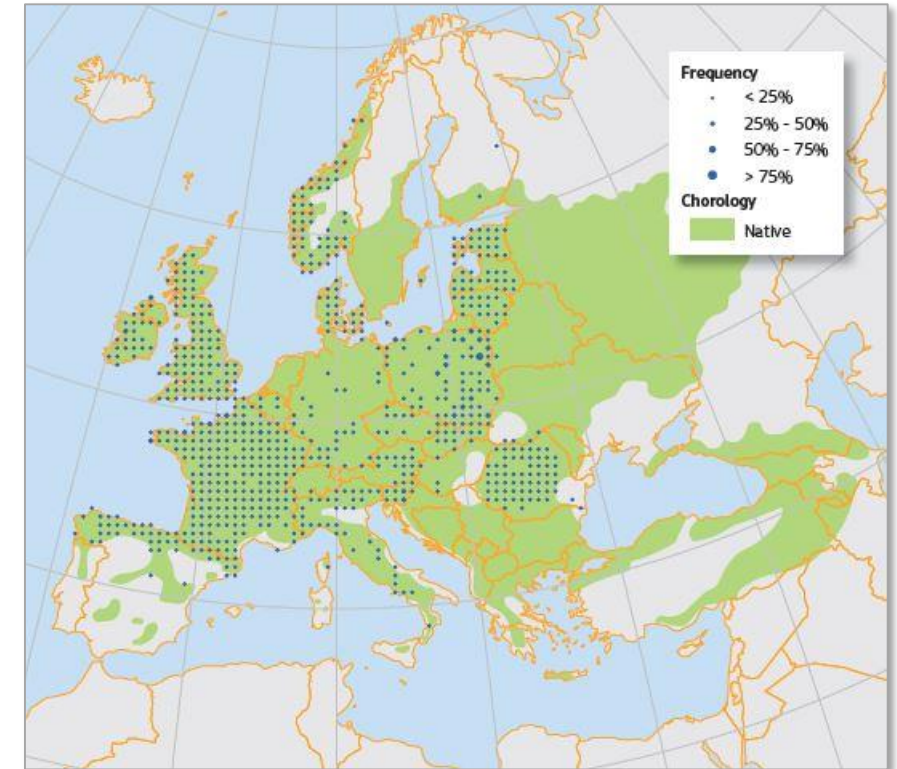 Frequency
< 25%
25% - 50%
50% - 75%
> 75%
Chorology
Native